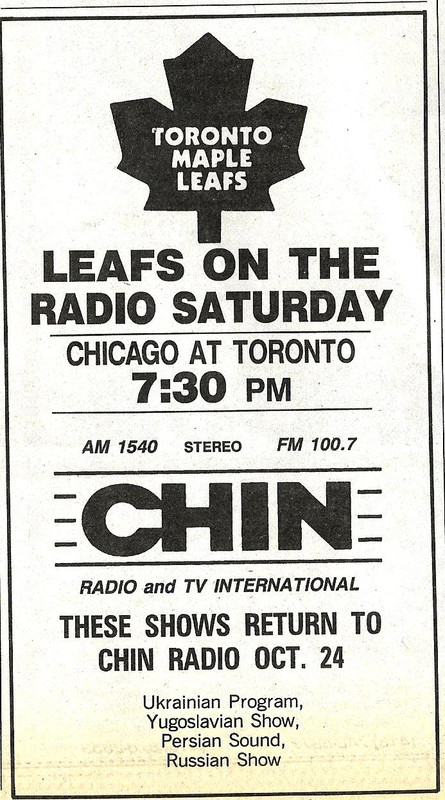 TORONTO
MAPLE
LEAFS
LEAFS ON THE
RADIO SATURDAY
CHICAGO AT TORONTO
7:30 PM
AM 1540 STEREO FM 100.7
CHIN
RADIO and TV INTERNATIONAL
THESE SHOWS RETURN TO
CHIN RADIO OCT. 24
Ukrainian Program,
Yugoslavian Show,
Persian Sound,
Russian Show